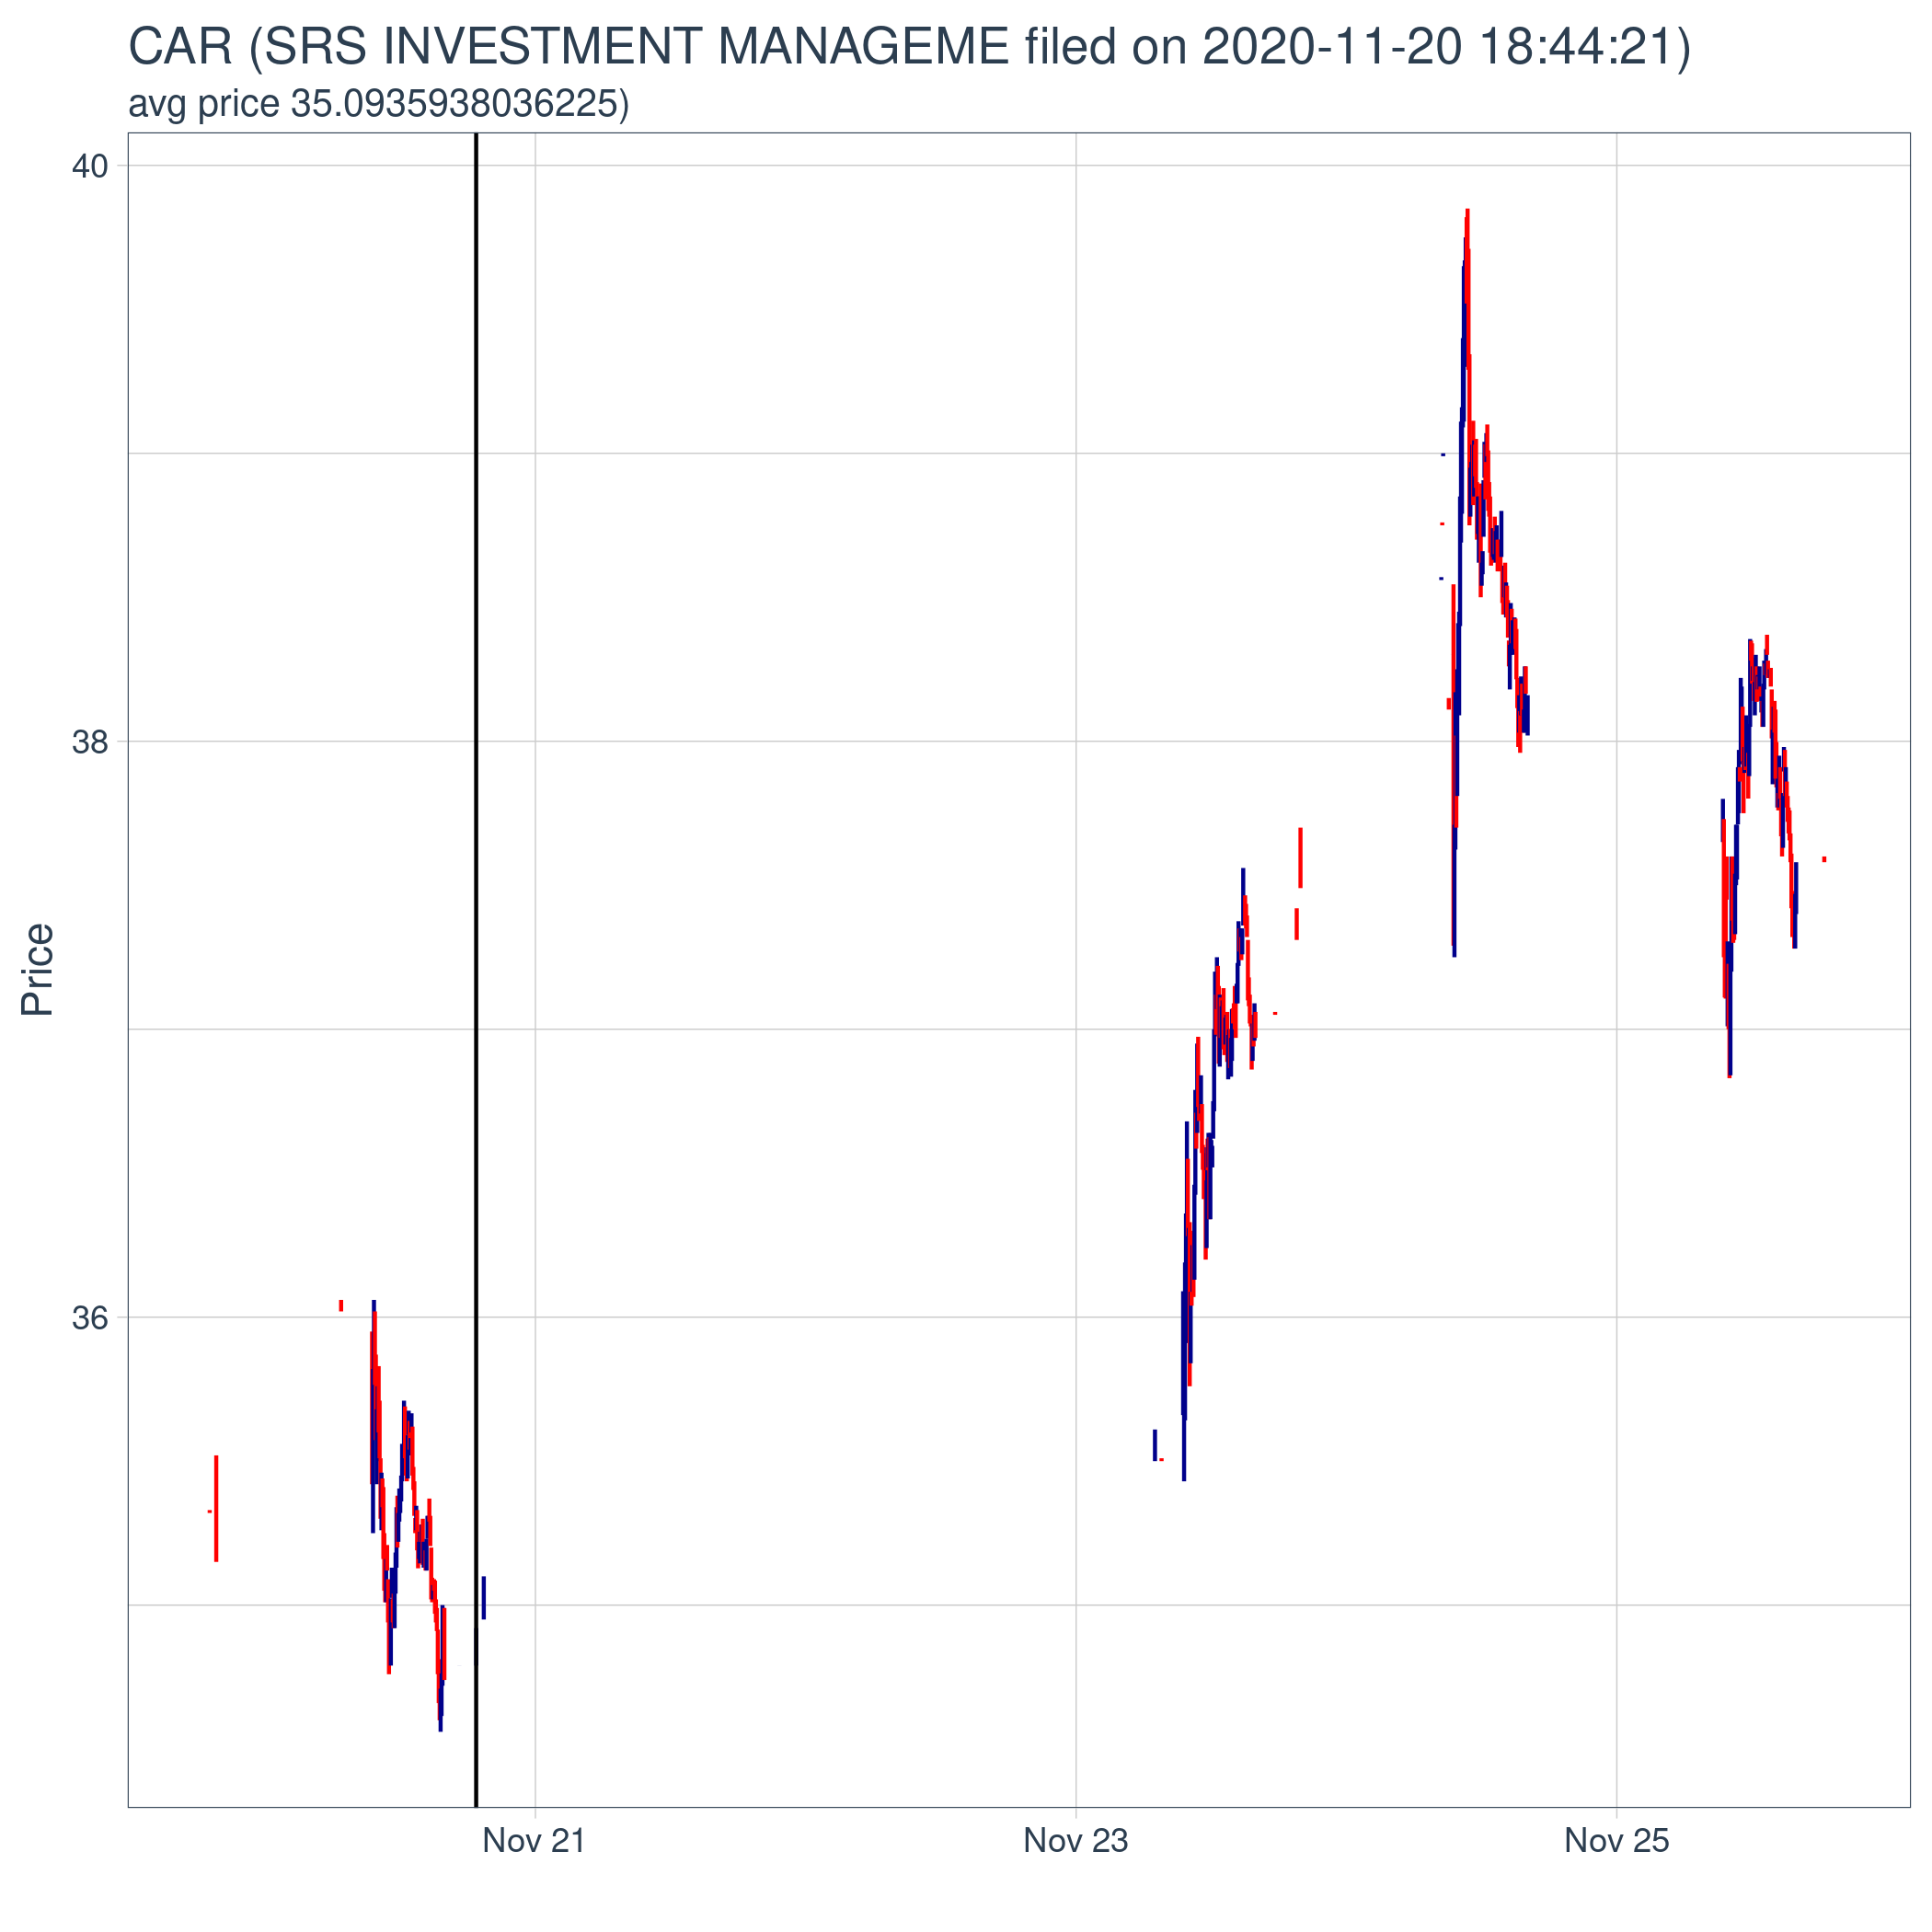 CAR (SRS INVESTMENT MANAGEME filed on 2020-11-20 18:44:21)
avg price 35.0935938036225)
40
38
36
Price
Nov 21 Nov 23 Nov 25